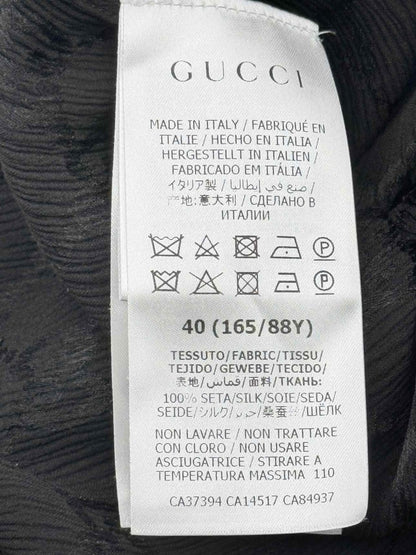 GUCCI
MADE IN ITALY / FABRIQUÉ EN
ITALIE / HECHO EN ITALIA /
HERGESTELLT IN ITALIEN /
FABRICADO EM ITÁLIA /
イタリア製 / صنع في إيطاليا /
产地:意大利 / СДЕЛАНО В
ИТАЛИИ
P
P
40 (165/88Y)
TESSUTO/FABRIC/TISSU/
TEJIDO/GEWEBE/TECIDO/
表地/قماش/面料/ТКАНЬ:
100% SETA/SILK/SOIE/SEDA/
SEIDE/シルク/حرير/桑蚕丝/ШЁЛК
NON LAVARE / NON TRATTARE
CON CLORO / NON USARE
ASCIUGATRICE / STIRARE A
TEMPERATURA MASSIMA 110
CA37394 CA14517 CA84937